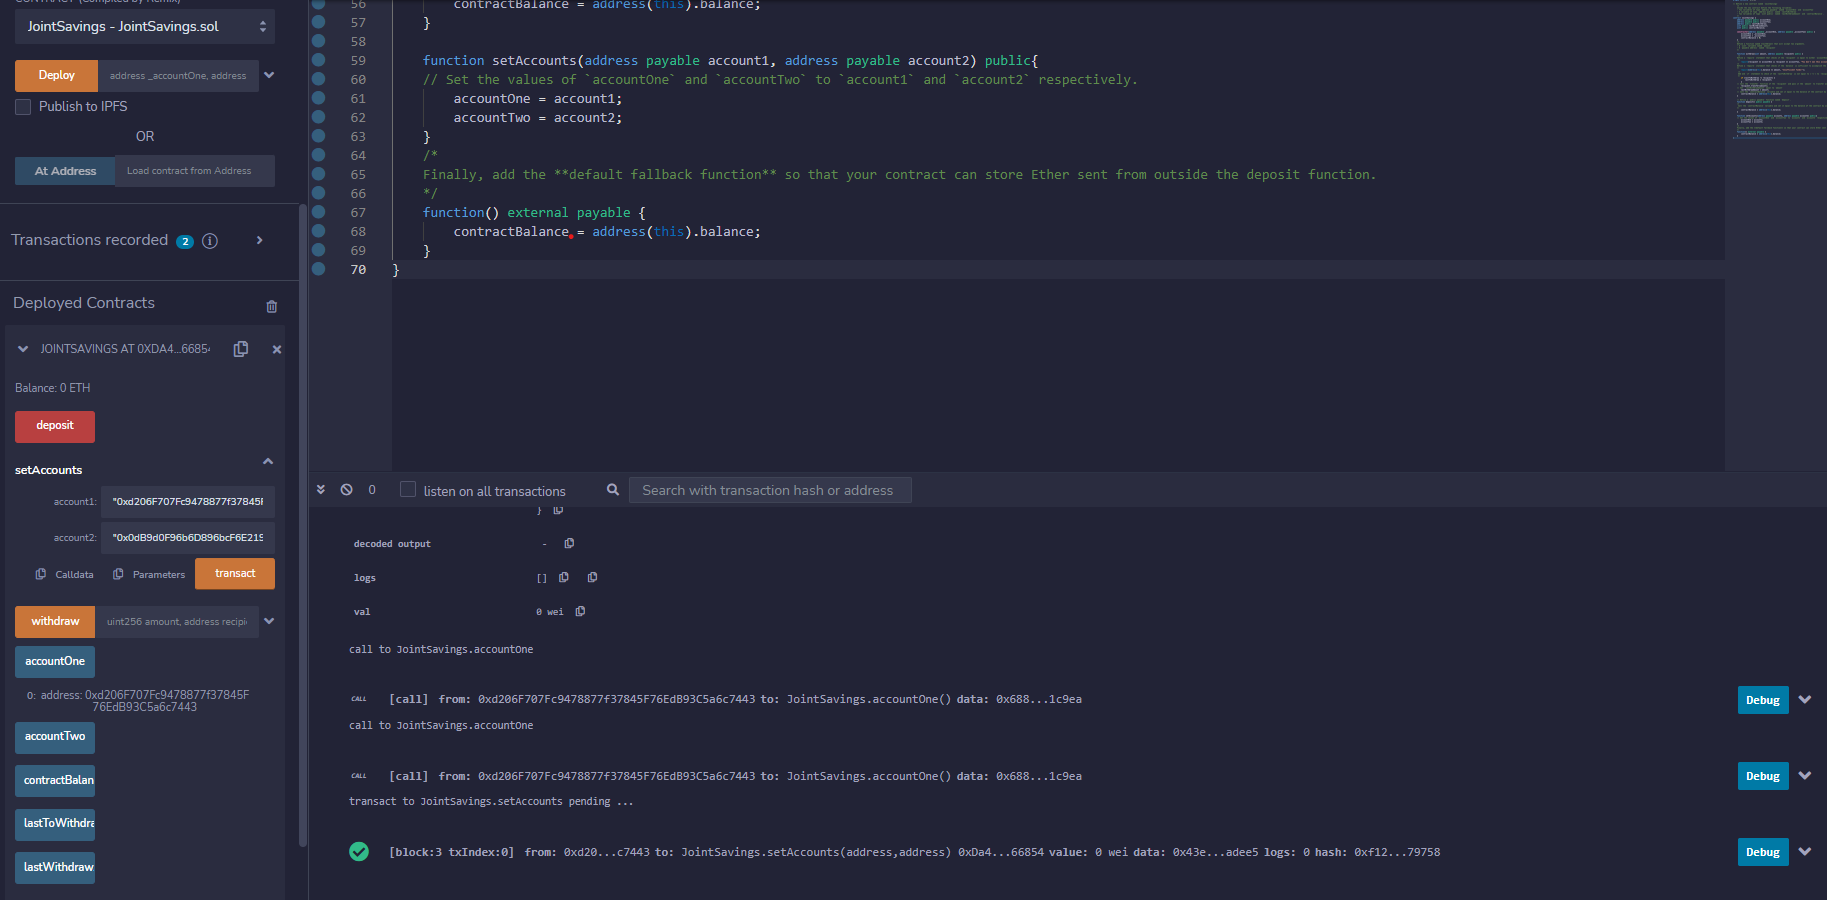 CONTRACT (Compiled by Remix)
JointSavings - JointSavings.sol
Deploy
address _accountOne, address
Publish to IPFS
OR
At Address
Load contract from Address
Transactions recorded 2 i
Deployed Contracts
JOINTSAVINGS AT 0XDA4...6685
Balance: 0 ETH
deposit
setAccounts
account1: "0xd206F707Fc9478877f37845F
account2: "0x0dB9d0F96b6D896bcF6E219
Calldata
Parameters
transact
withdraw
uint256 amount, address recipi
accountOne
0: address: 0xd206F707Fc9478877f37845F
76EdB93C5a6c7443
accountTwo
contractBalan
lastToWithdra
lastWithdraw
56 contractBalance = address(this).balance;
57 }
58
59 function setAccounts(address payable account1, address payable account2) public{
60 // Set the values of `accountOne` and `accountTwo` to `account1` and `account2` respectively.
61 accountOne = account1;
62 accountTwo = account2;
63 }
64 /*
65 Finally, add the **default fallback function** so that your contract can store Ether sent from outside the deposit function.
66 */
67 function() external payable {
68 contractBalance = address(this).balance;
69 }
70 }
0
listen on all transactions
Search with transaction hash or address
}
decoded output -
logs []
val 0 wei
call to JointSavings.accountOne
CALL [call] from: 0xd206F707Fc9478877f37845F76EdB93C5a6c7443 to: JointSavings.accountOne() data: 0x688...1c9ea
Debug
call to JointSavings.accountOne
CALL [call] from: 0xd206F707Fc9478877f37845F76EdB93C5a6c7443 to: JointSavings.accountOne() data: 0x688...1c9ea
Debug
transact to JointSavings.setAccounts pending ...
[block:3 txIndex:0] from: 0xd20...c7443 to: JointSavings.setAccounts(address,address) 0xDa4...66854 value: 0 wei data: 0x43e...adee5 logs: 0 hash: 0xf12...79758
Debug